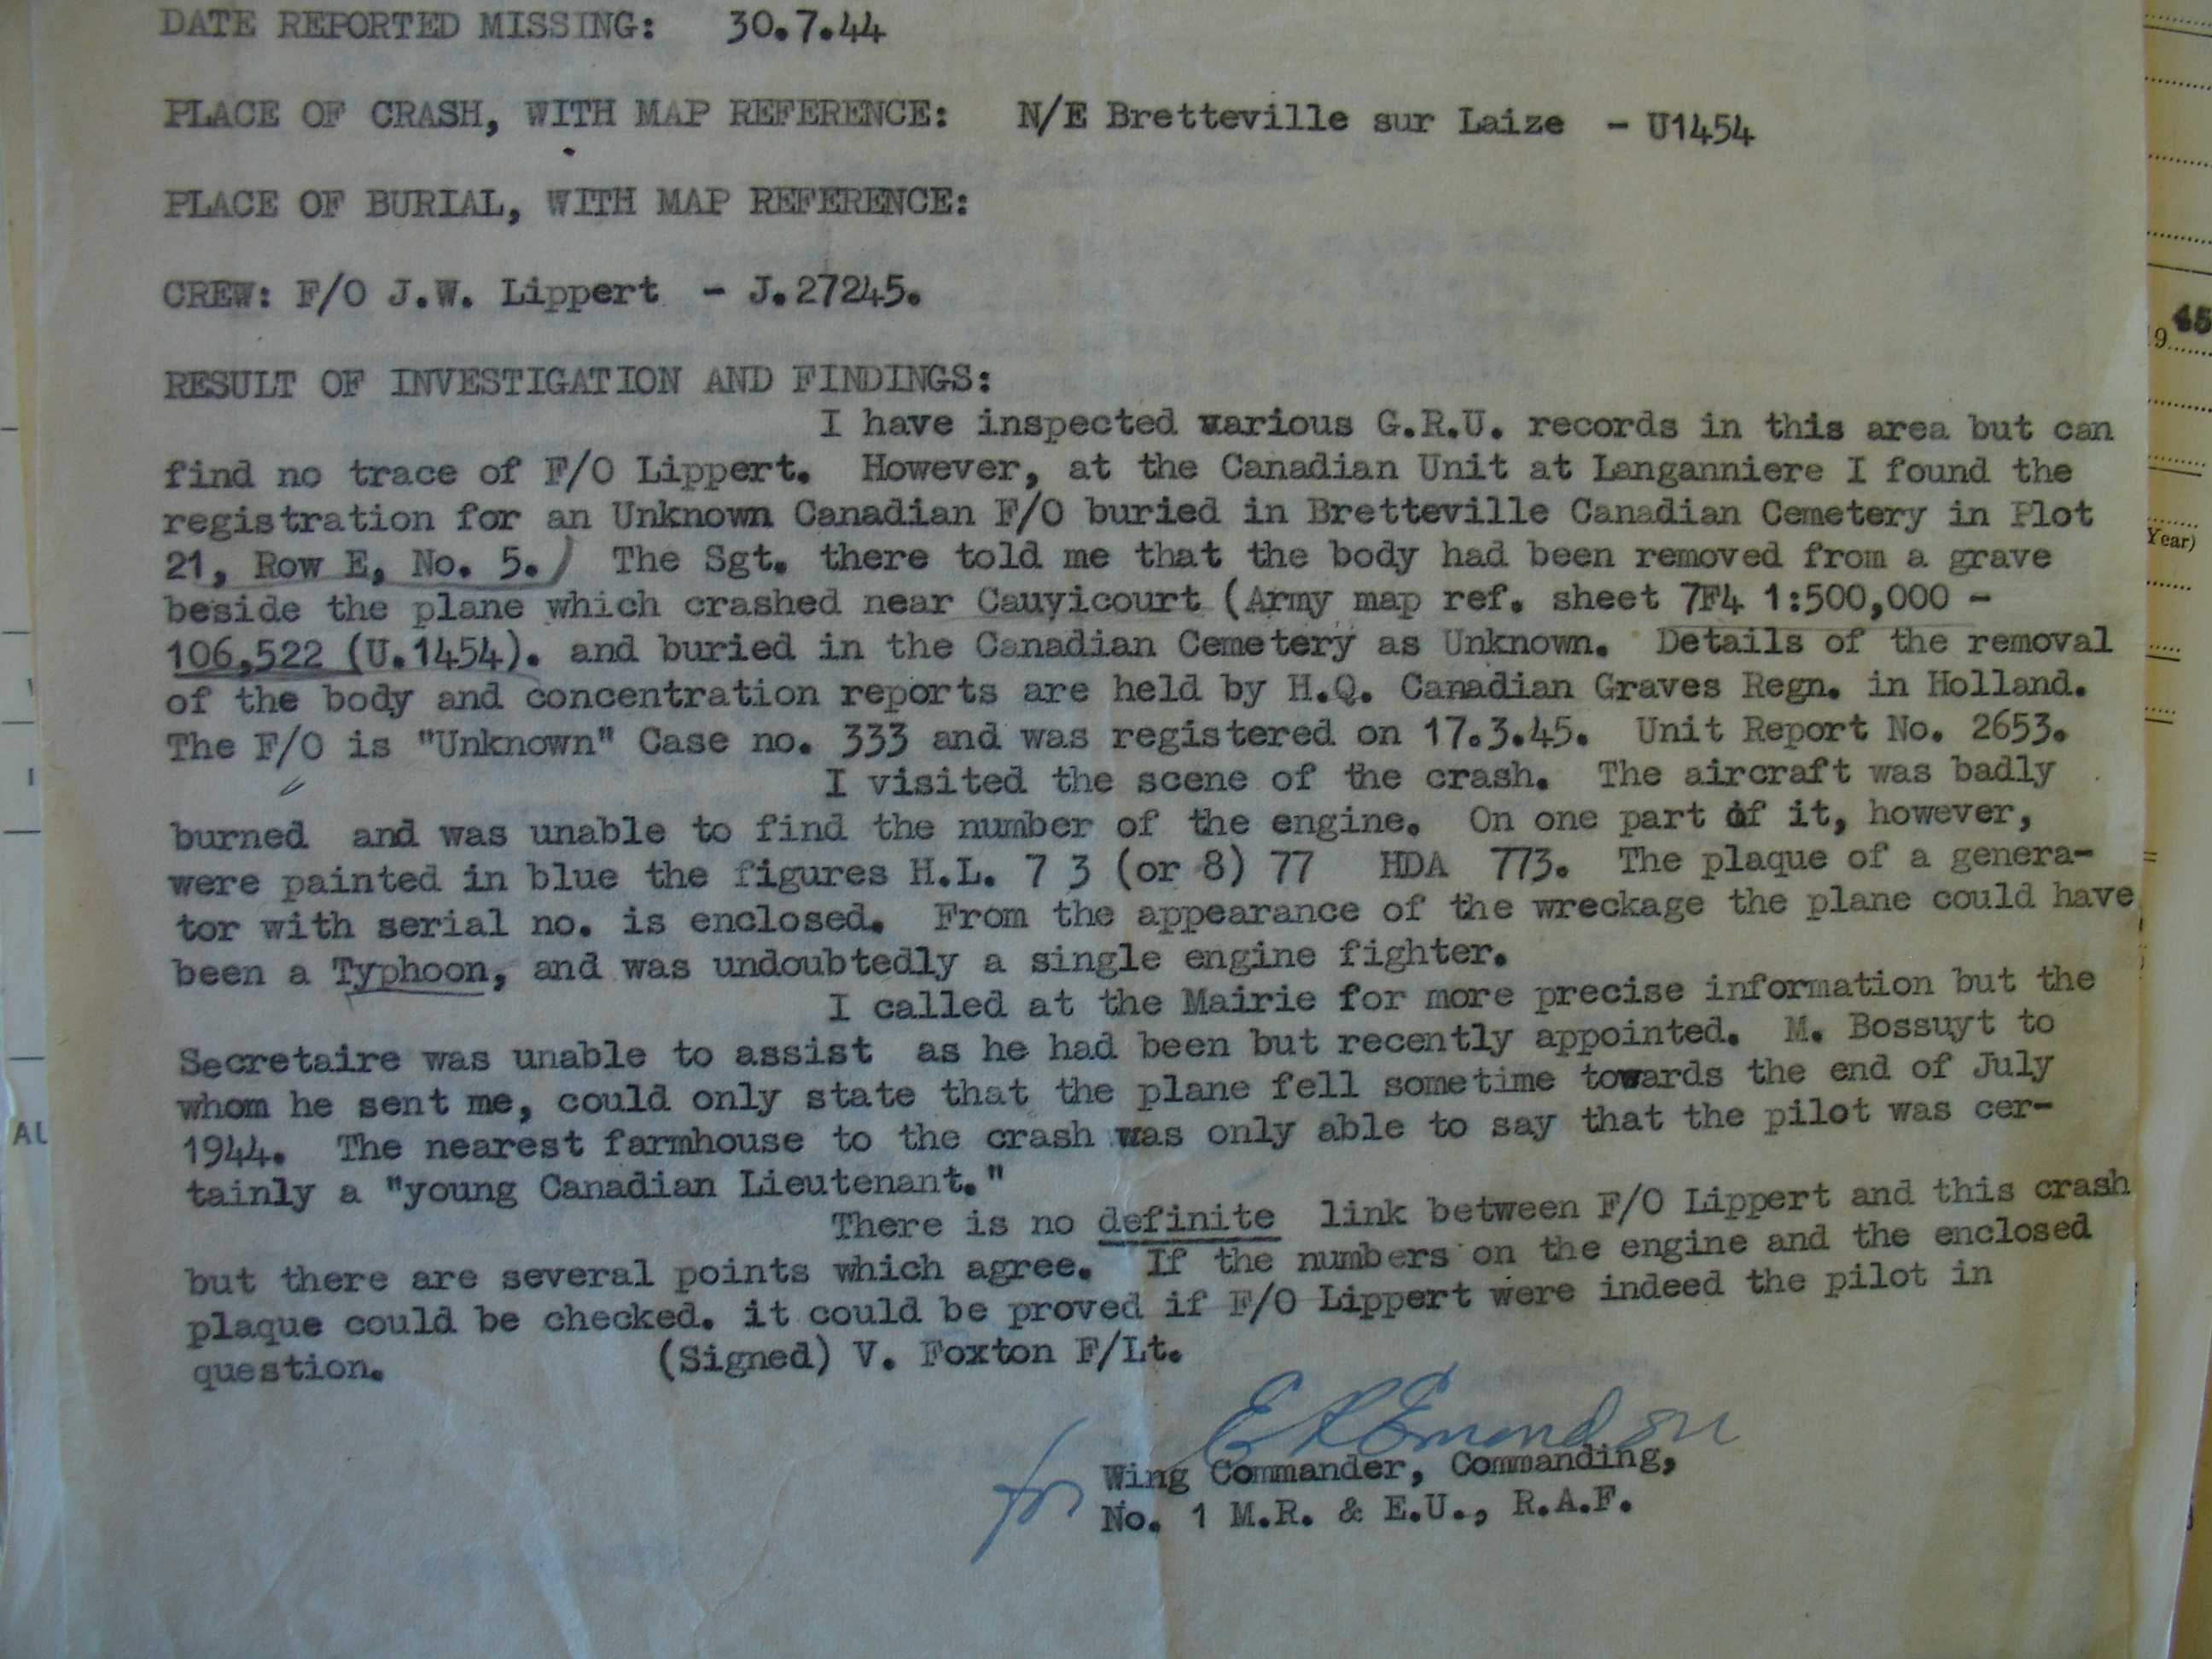 DATE REPORTED MISSING: 30.7.44
PLACE OF CRASH, WITH MAP REFERENCE: N/E Bretteville sur Laize - U1454
PLACE OF BURIAL, WITH MAP REFERENCE:
CREW: F/O J.W. Lippert - J.27245.
RESULT OF INVESTIGATION AND FINDINGS:
I have inspected various G.R.U. records in this area but can
find no trace of F/O Lippert. However, at the Canadian Unit at Langanniere I found the
registration for an Unknown Canadian F/O buried in Bretteville Canadian Cemetery in Plot
21, Row E, No. 5.) The Sgt. there told me that the body had been removed from a grave
beside the plane which crashed near Cauvicourt (Army map ref. sheet 7F4 1:500,000 -
106,522 (U.1454). and buried in the Canadian Cemetery as Unknown. Details of the removal
of the body and concentration reports are held by H.Q. Canadian Graves Regn. in Holland.
The F/O is "Unknown" Case no. 333 and was registered on 17.3.45. Unit Report No. 2653.
I visited the scene of the crash. The aircraft was badly
burned and was unable to find the number of the engine. On one part of it, however,
were painted in blue the figures H.L. 7 3 (or 8) 77 HDA 773. The plaque of a genera-
tor with serial no. is enclosed. From the appearance of the wreckage the plane could have
been a Typhoon, and was undoubtedly a single engine fighter.
I called at the Mairie for more precise information but the
Secretaire was unable to assist as he had been but recently appointed. M. Bossuyt to
whom he sent me, could only state that the plane fell sometime towards the end of July
1944. The nearest farmhouse to the crash was only able to say that the pilot was cer-
tainly a "young Canadian Lieutenant."
There is no definite link between F/O Lippert and this crash
but there are several points which agree. If the numbers on the engine and the enclosed
plaque could be checked. it could be proved if F/O Lippert were indeed the pilot in
question. (Signed) V. Foxton F/Lt.
for
Wing Commander, Commanding,
No. 1 M.R. & E.U., R.A.F.
19 45
Year)
AU